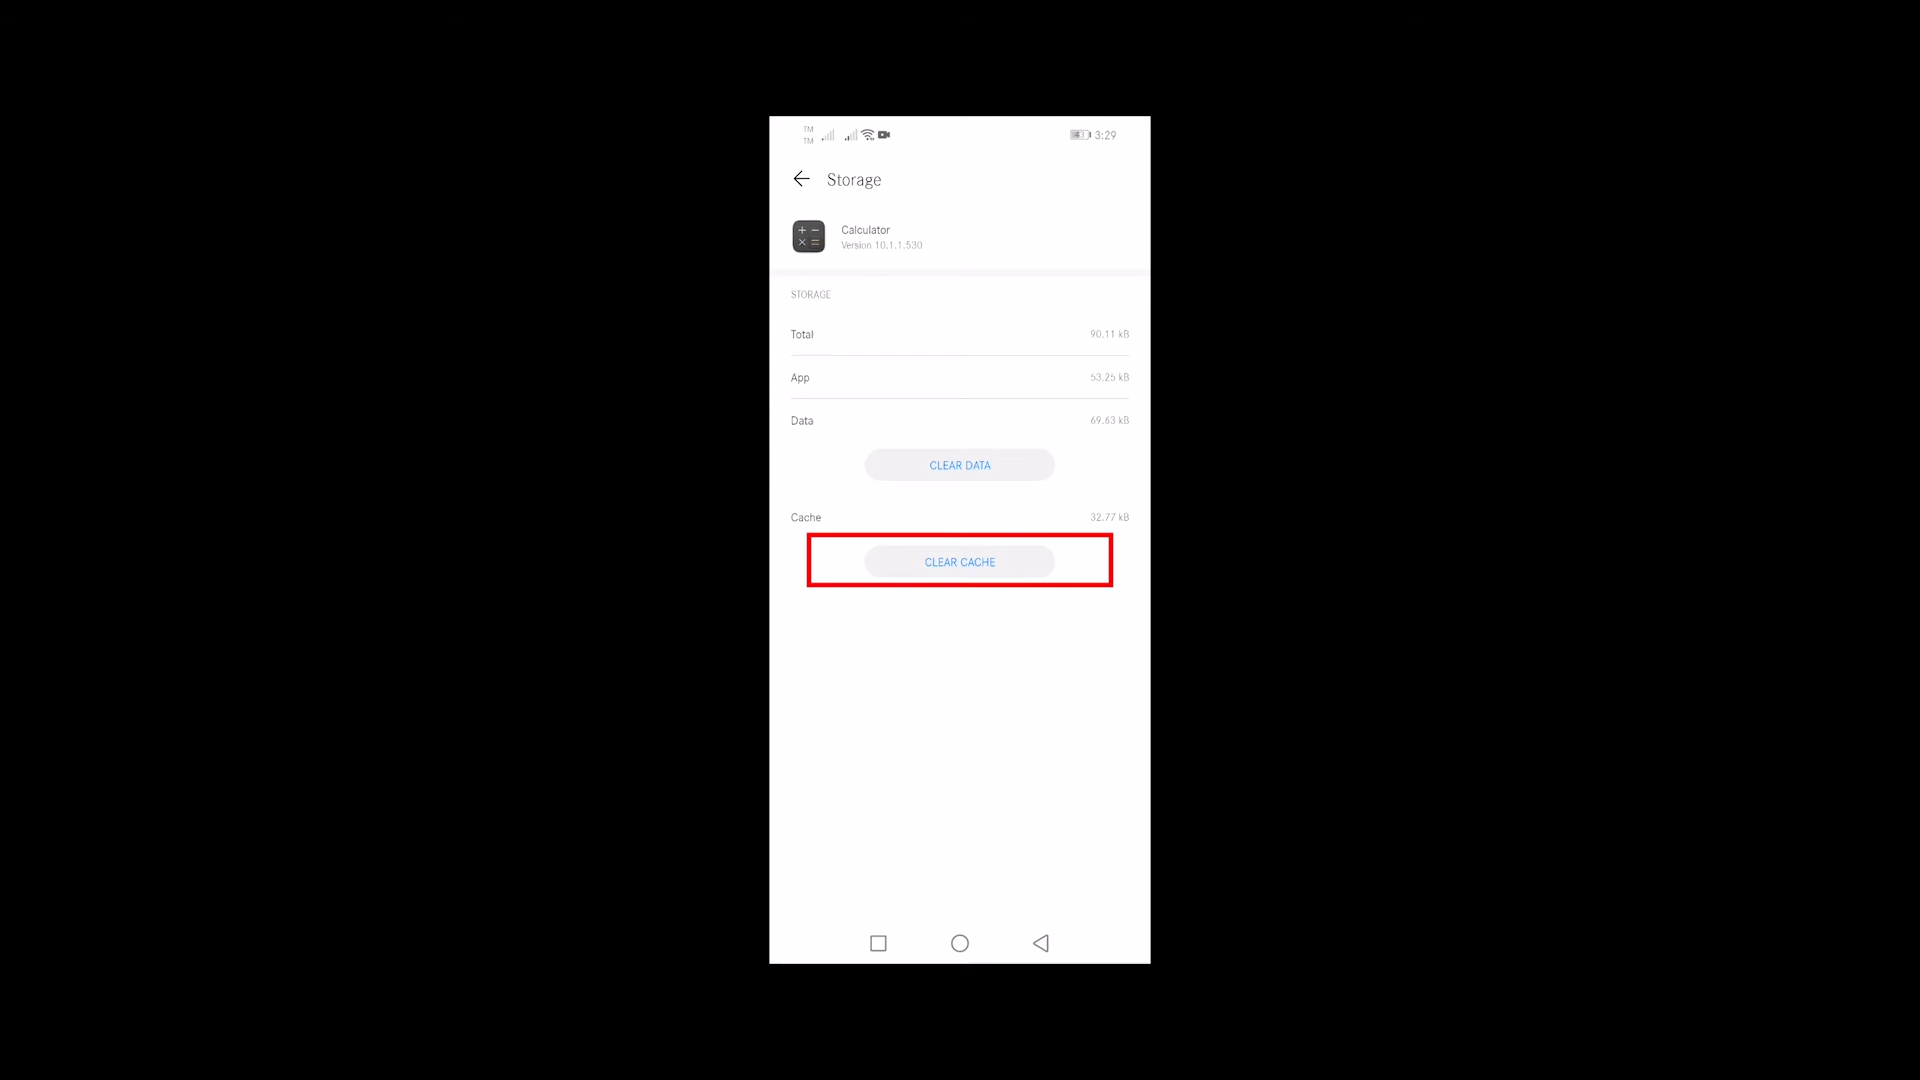 TM
TM
43 3:29
Storage
Calculator
Version 10.1.1.530
STORAGE
Total 90.11 kB
App 53.25 kB
Data 69.63 kB
CLEAR DATA
Cache 32.77 kB
CLEAR CACHE